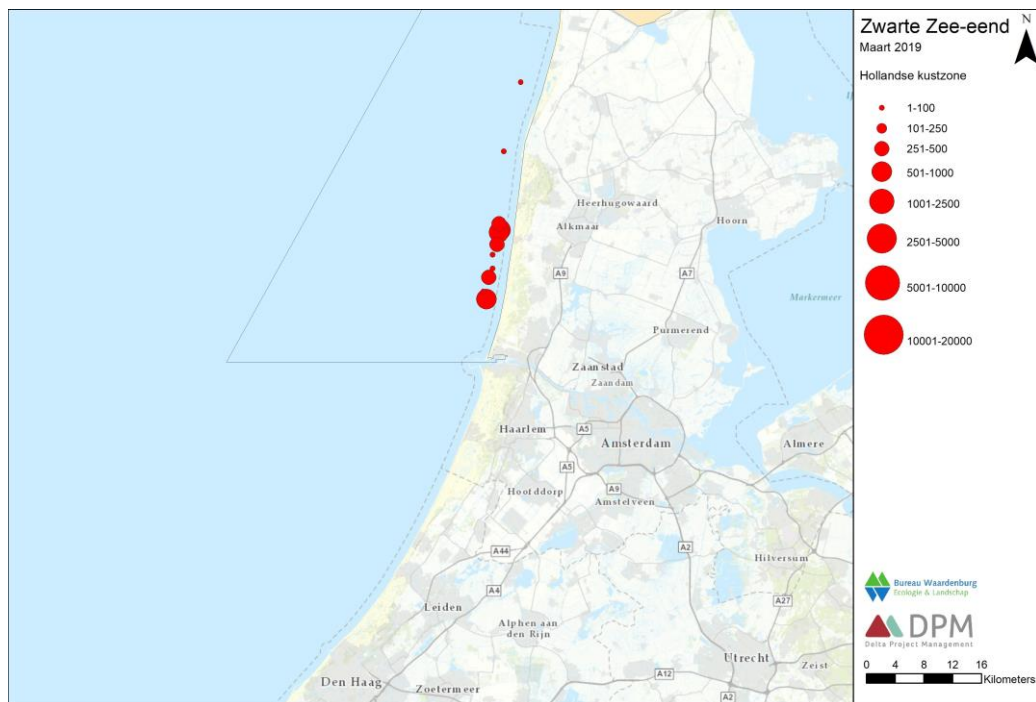 Zwarte Zee-eend
N
Maart 2019
Hollandse kustzone
1-100
101-250
251-500
501-1000
1001-2500
2501-5000
5001-10000
10001-20000
Heerhugowaard
Alkmaar
Hoorn
A9
A7
Markermeer
Purmerend
Zaanstad
Zaandam
Haarlem
A5
Amsterdam
Almere
A5
A9
Hoofddorp
Amstelveen
A44
A2
Hilversum
A4
A27
Leiden
Alphen aan
den Rijn
Utrecht
Zeist
Den Haag
Zoetermeer
A12
A2
Bureau Waardenburg
Ecologie & Landschap
DPM
Delta Project Management
0 4 8 12 16
Kilometers